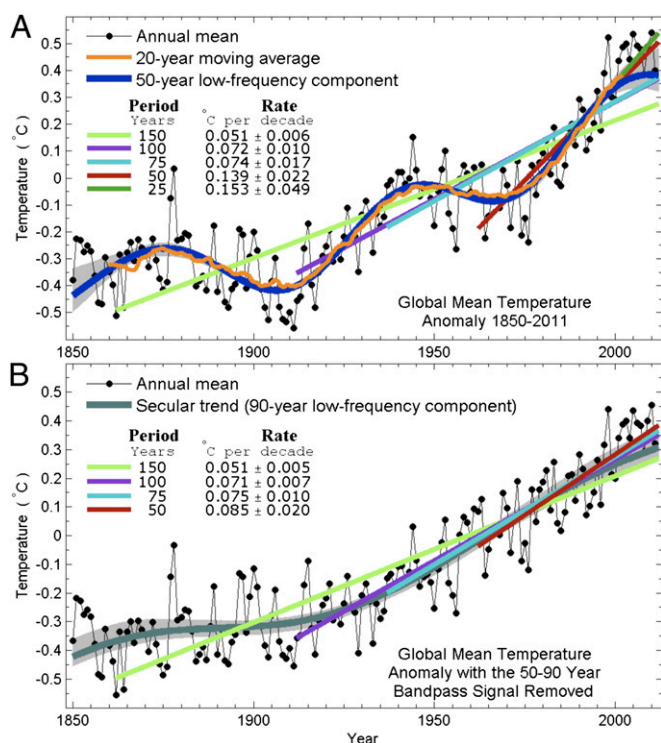 A
Annual mean
20-year moving average
50-year low-frequency component
Period Rate
Years °C per decade
150 0.051 ± 0.006
100 0.072 ± 0.010
75 0.074 ± 0.017
50 0.139 ± 0.022
25 0.153 ± 0.049
Temperature (°C)
0.5
0.4
0.3
0.2
0.1
0
-0.1
-0.2
-0.3
-0.4
-0.5
Global Mean Temperature
Anomaly 1850-2011
1850 1900 1950 2000
B
Annual mean
Secular trend (90-year low-frequency component)
Period Rate
Years °C per decade
150 0.051 ± 0.005
100 0.071 ± 0.007
75 0.075 ± 0.010
50 0.085 ± 0.020
Temperature (°C)
0.4
0.3
0.2
0.1
0
-0.1
-0.2
-0.3
-0.4
-0.5
Global Mean Temperature
Anomaly with the 50-90 Year
Bandpass Signal Removed
1850 1900 1950 2000
Year